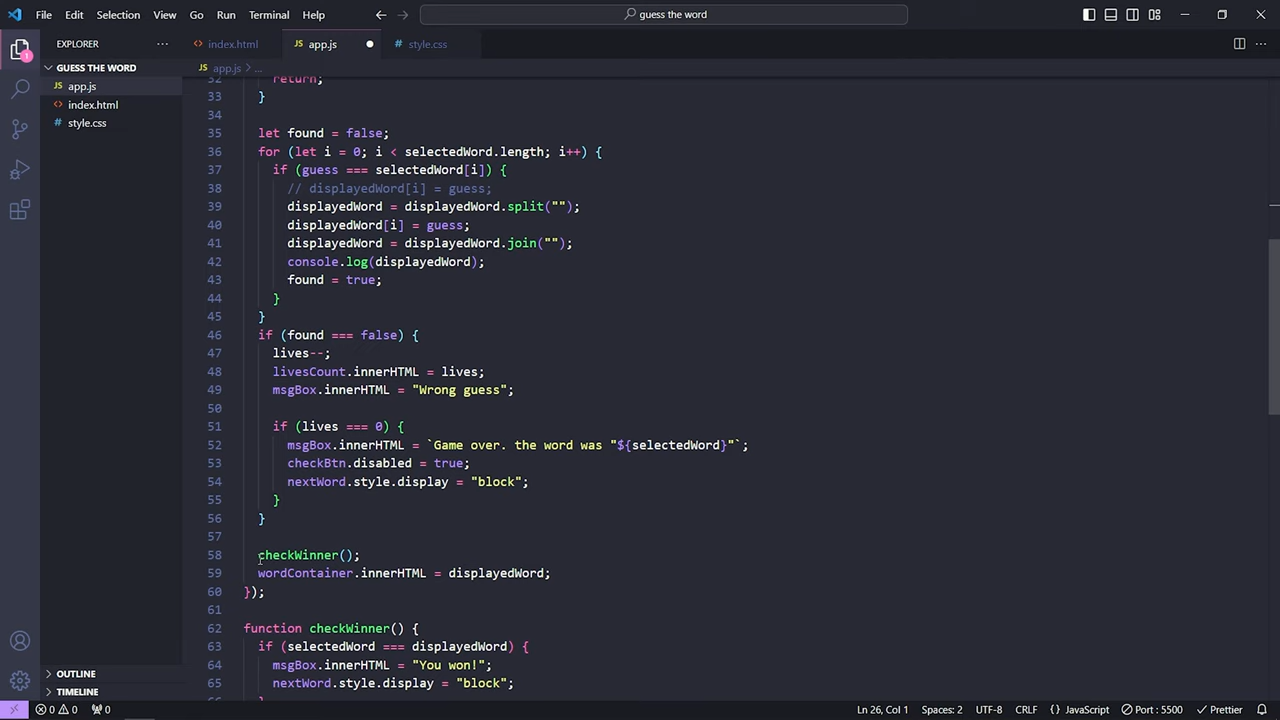 File Edit Selection View Go Run Terminal Help
guess the word
EXPLORER
index.html
app.js
style.css
GUESS THE WORD
app.js
index.html
style.css
OUTLINE
TIMELINE
1
app.js > ...
32 return;
33 }
34
35 let found = false;
36 for (let i = 0; i < selectedWord.length; i++) {
37 if (guess === selectedWord[i]) {
38 // displayedWord[i] = guess;
39 displayedWord = displayedWord.split("");
40 displayedWord[i] = guess;
41 displayedWord = displayedWord.join("");
42 console.log(displayedWord);
43 found = true;
44 }
45 }
46 if (found === false) {
47 lives--;
48 livesCount.innerHTML = lives;
49 msgBox.innerHTML = "Wrong guess";
50
51 if (lives === 0) {
52 msgBox.innerHTML = `Game over. the word was "${selectedWord}"`;
53 checkBtn.disabled = true;
54 nextWord.style.display = "block";
55 }
56 }
57
58 checkWinner();
59 wordContainer.innerHTML = displayedWord;
60 });
61
62 function checkWinner() {
63 if (selectedWord === displayedWord) {
64 msgBox.innerHTML = "You won!";
65 nextWord.style.display = "block";
0 0 0 Ln 26, Col 1 Spaces: 2 UTF-8 CRLF {} JavaScript Port : 5500 Prettier